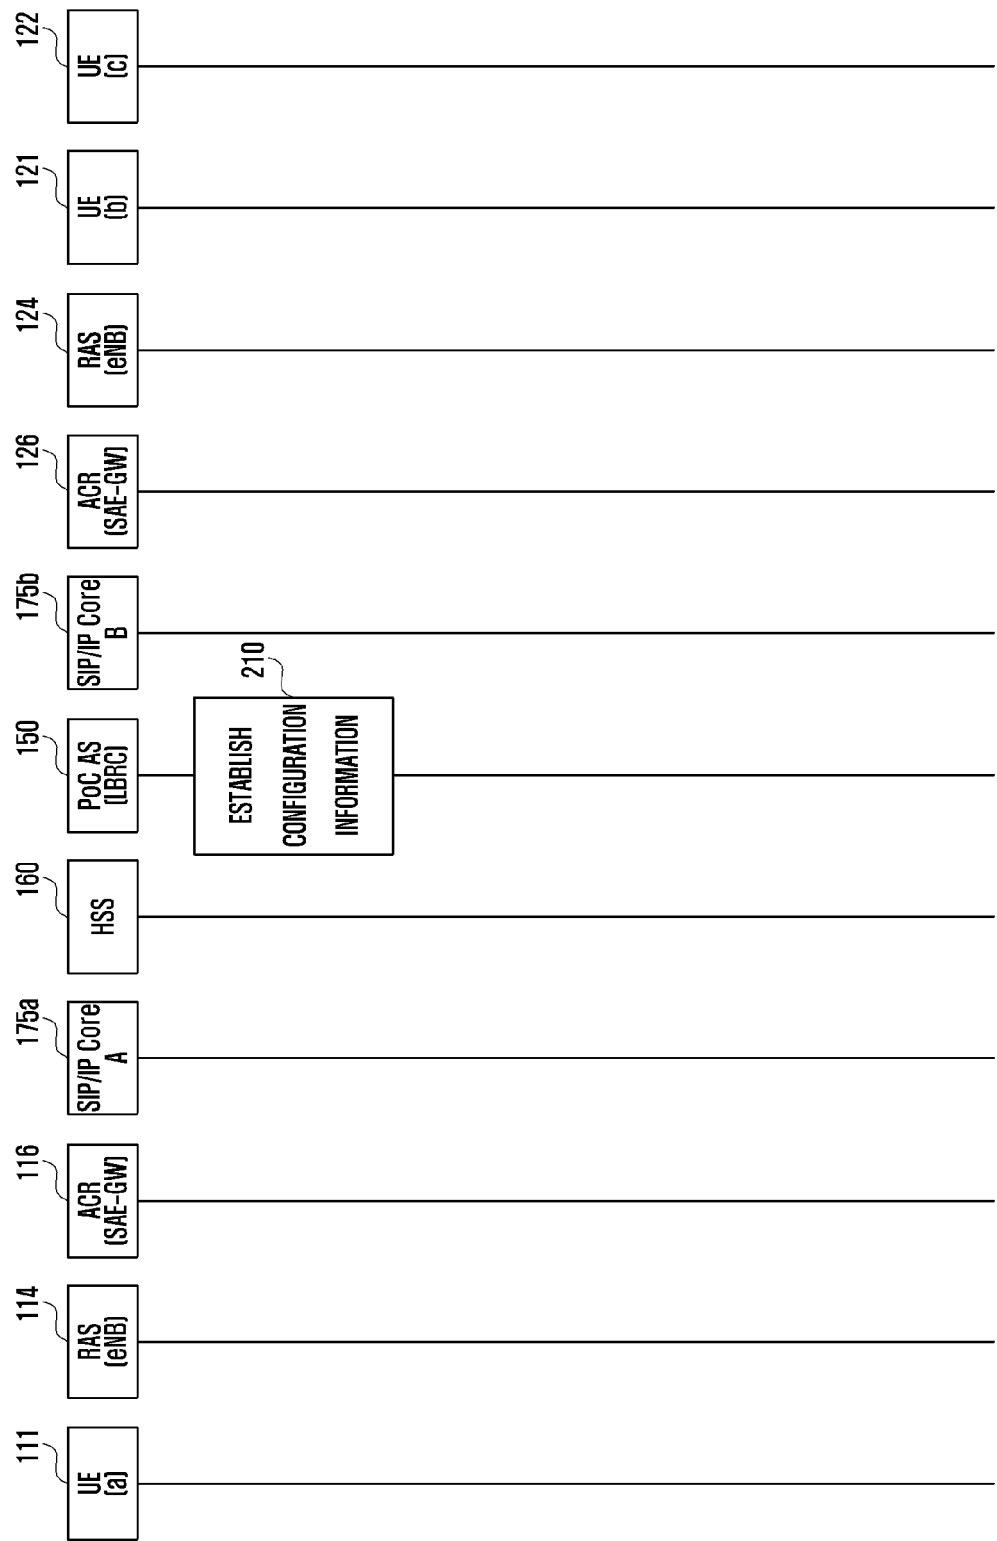 111
UE
(a)
114
RAS
(eNB)
116
ACR
(SAE-GW)
175a
SIP/IP Core
A
160
HSS
150
PoC AS
(LBRC)
175b
SIP/IP Core
B
126
ACR
(SAE-GW)
124
RAS
(eNB)
121
UE
(b)
122
UE
(c)
210
ESTABLISH
CONFIGURATION
INFORMATION